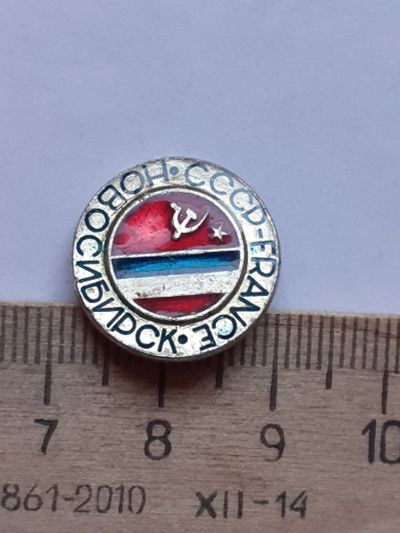 НОВОСИБИРСК • СССР-FRANCE •
7 8 9 10
861-2010 XII-14